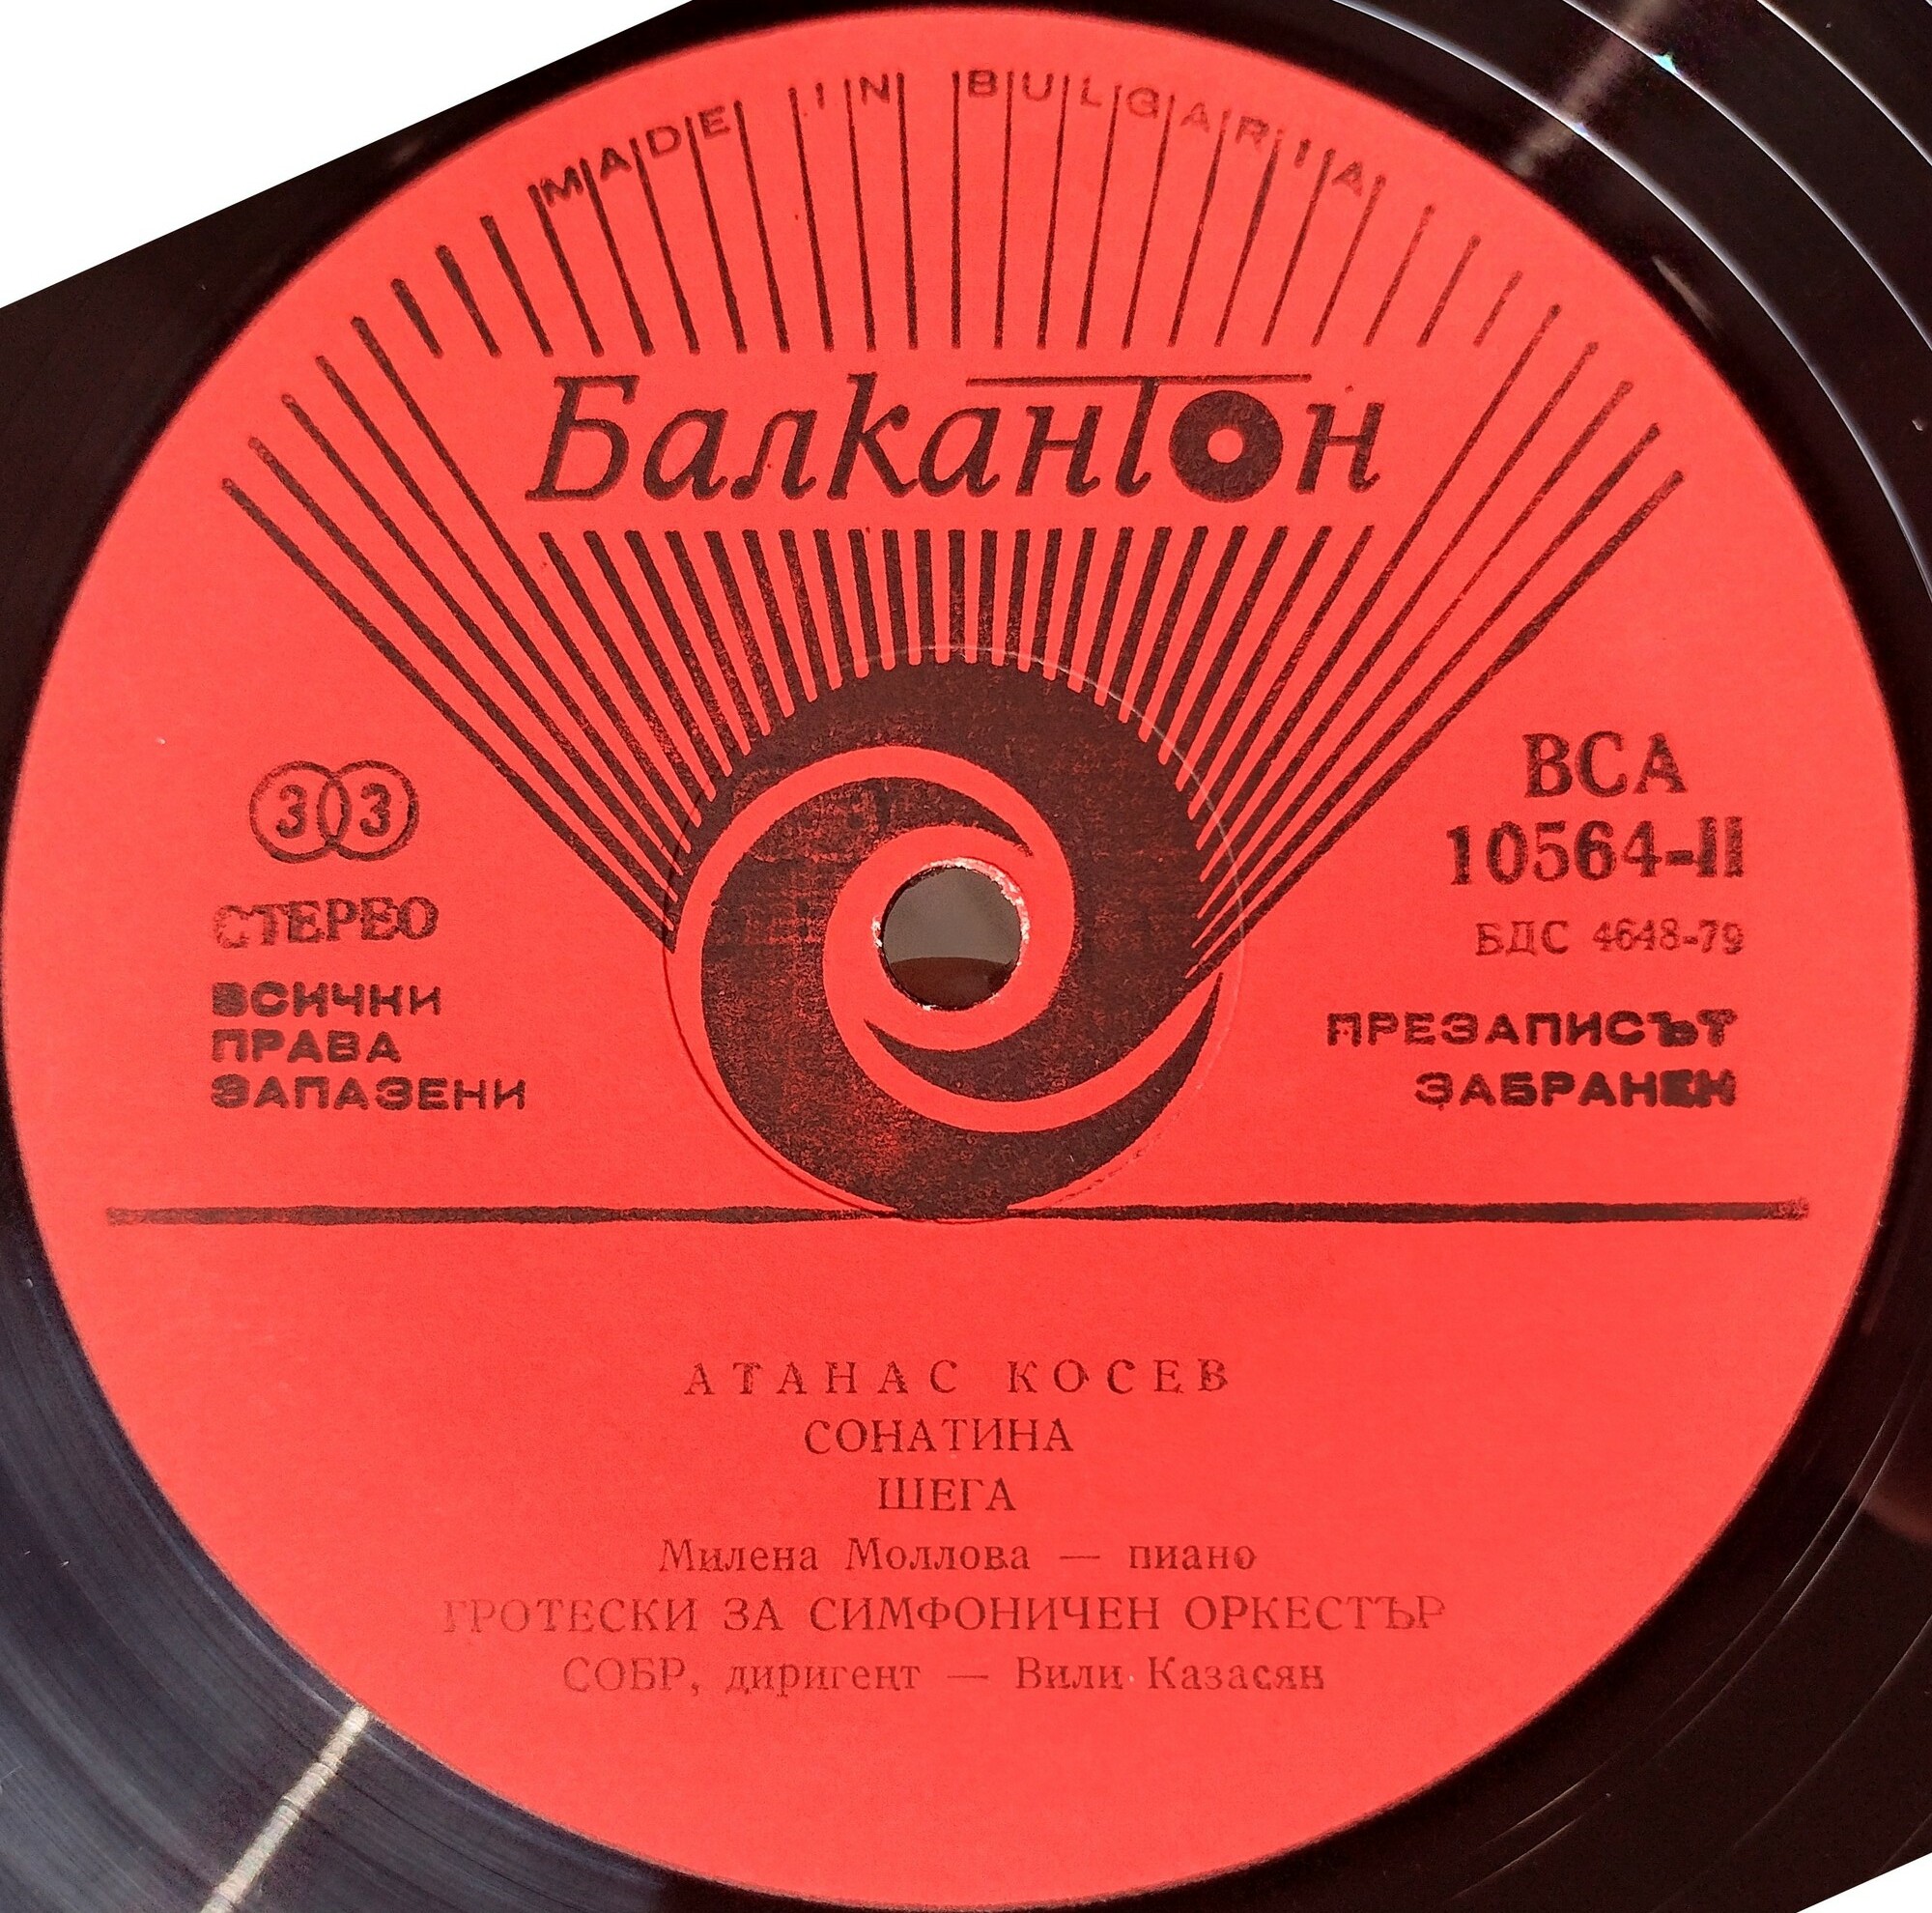 MADE IN BULGARIA
Балкантон
33
СТЕРЕО
ВСИЧКИ
ПРАВА
ЗАПАЗЕНИ
ВСА
10564-II
БДС 4648-79
ПРЕЗАПИСЪТ
ЗАБРАНЕН
АТАНАС КОСЕВ
СОНАТИНА
ШЕГА
Милена Моллова — пиано
ГРОТЕСКИ ЗА СИМФОНИЧЕН ОРКЕСТЪР
СОБР, диригент — Вили Казасян